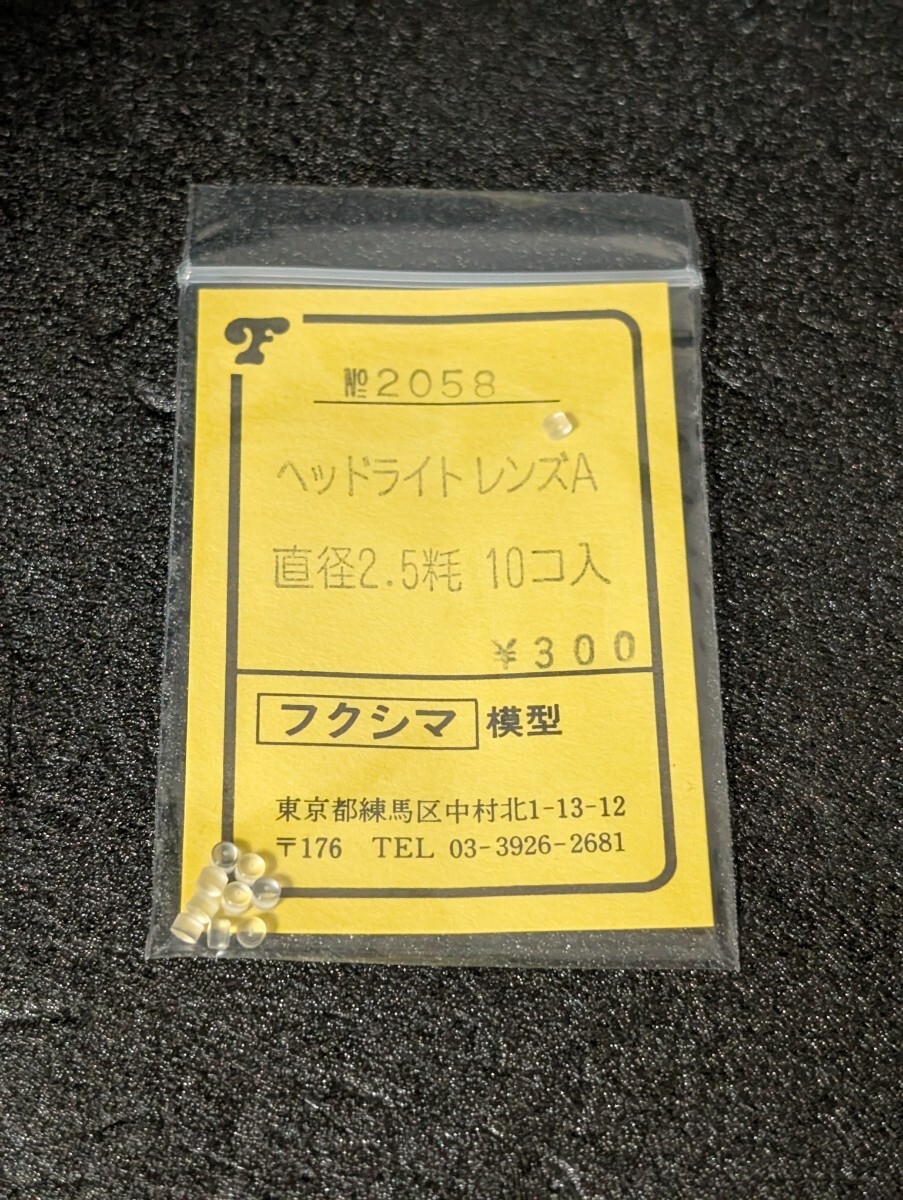 F
№2058
ヘッドライトレンズA
直径2.5粍 10コ入
¥300
フクシマ 模型
東京都練馬区中村北1-13-12
〒176 TEL 03-3926-2681